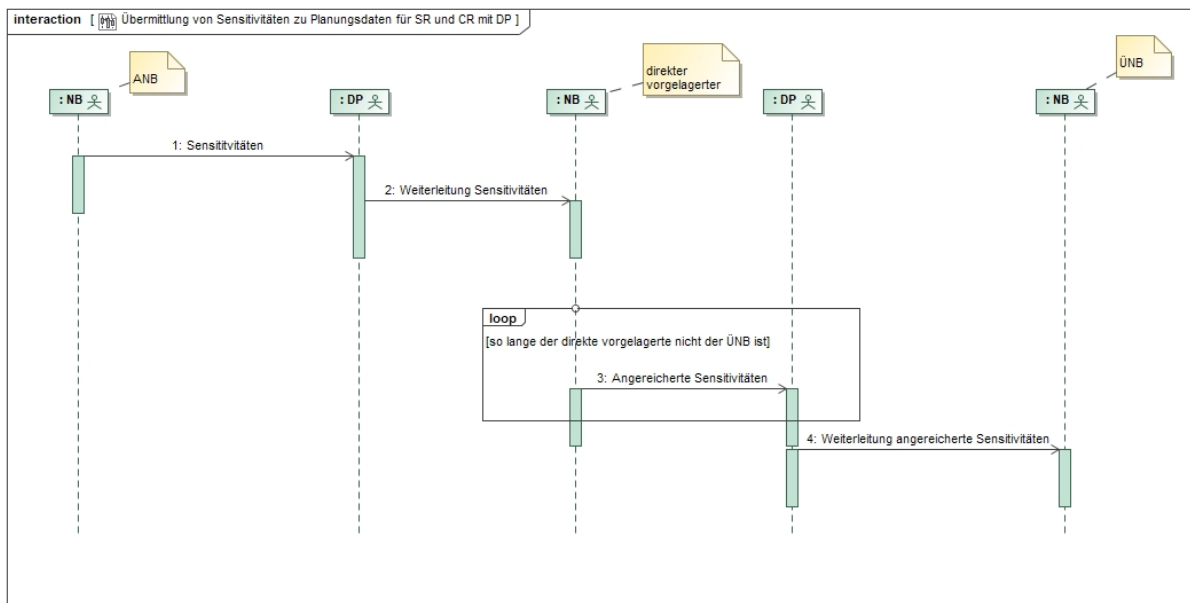 interaction [ Übermittlung von Sensitivitäten zu Planungsdaten für SR und CR mit DP ]
ANB
direkter
vorgelagerter
ÜNB
: NB
: DP
: NB
: DP
: NB
1: Sensititvitäten
2: Weiterleitung Sensitivitäten
loop
[so lange der direkte vorgelagerte nicht der ÜNB ist]
3: Angereicherte Sensitivitäten
4: Weiterleitung angereicherte Sensitivitäten